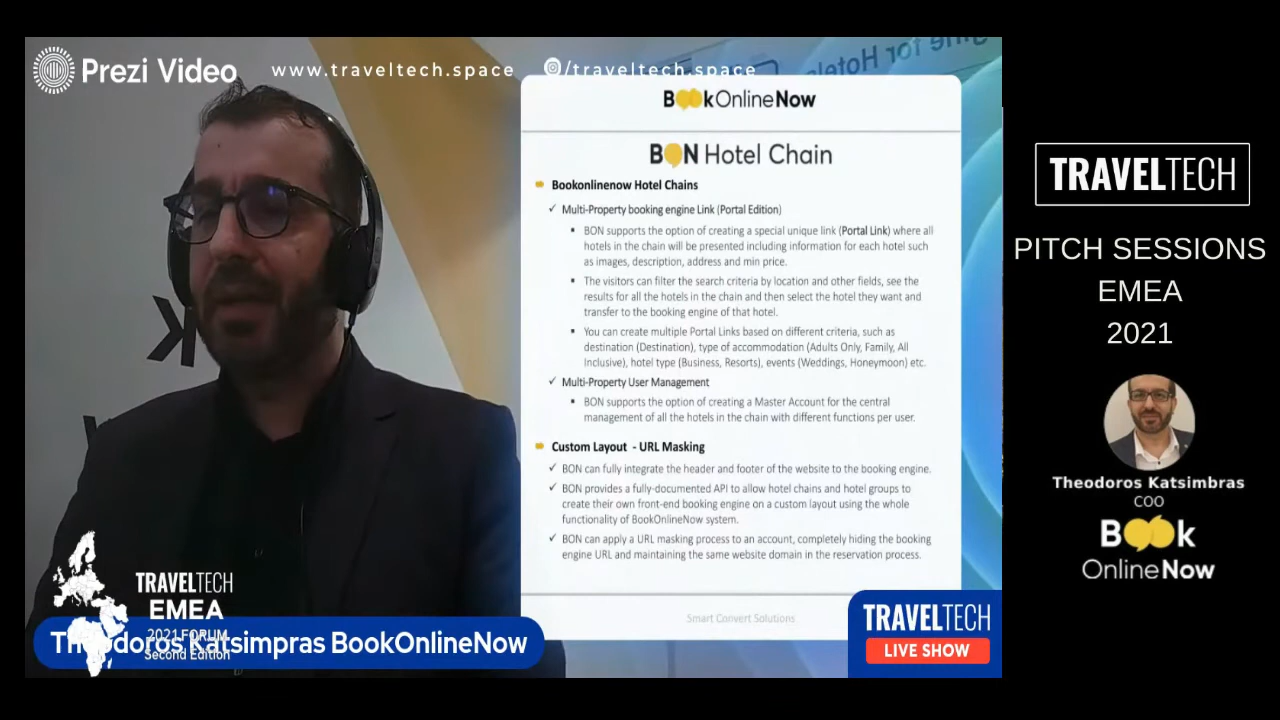 Prezi Video
www.traveltech.space
/traveltech.space
BookOnlineNow
BON Hotel Chain
Bookonlinenow Hotel Chains
✓ Multi-Property booking engine Link (Portal Edition)
▪ BON supports the option of creating a special unique link (Portal Link) where all
hotels in the chain will be presented including information for each hotel such
as images, description, address and min price.
▪ The visitors can filter the search criteria by location and other fields, see the
results for all the hotels in the chain and then select the hotel they want and
transfer to the booking engine of that hotel.
▪ You can create multiple Portal Links based on different criteria, such as
destination (Destination), type of accommodation (Adults Only, Family, All
Inclusive), hotel type (Business, Resorts), events (Weddings, Honeymoon) etc.
✓ Multi-Property User Management
▪ BON supports the option of creating a Master Account for the central
management of all the hotels in the chain with different functions per user.
Custom Layout - URL Masking
✓ BON can fully integrate the header and footer of the website to the booking engine.
✓ BON provides a fully-documented API to allow hotel chains and hotel groups to
create their own front-end booking engine on a custom layout using the whole
functionality of BookOnlineNow system.
✓ BON can apply a URL masking process to an account, completely hiding the booking
engine URL and maintaining the same website domain in the reservation process.
Smart Convert Solutions
TRAVELTECH
EMEA
2021 FORUM
Second Edition
Theodoros Katsimpras BookOnlineNow
TRAVELTECH
LIVE SHOW
TRAVELTECH
PITCH SESSIONS
EMEA
2021
Theodoros Katsimbras
COO
Book
OnlineNow